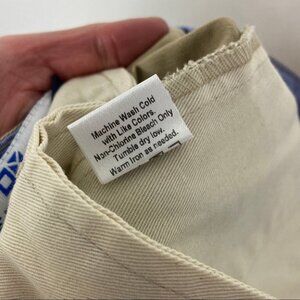 Machine Wash Cold
with Like Colors.
Non-Chlorine Bleach Only
Tumble dry low.
Warm Iron as needed.